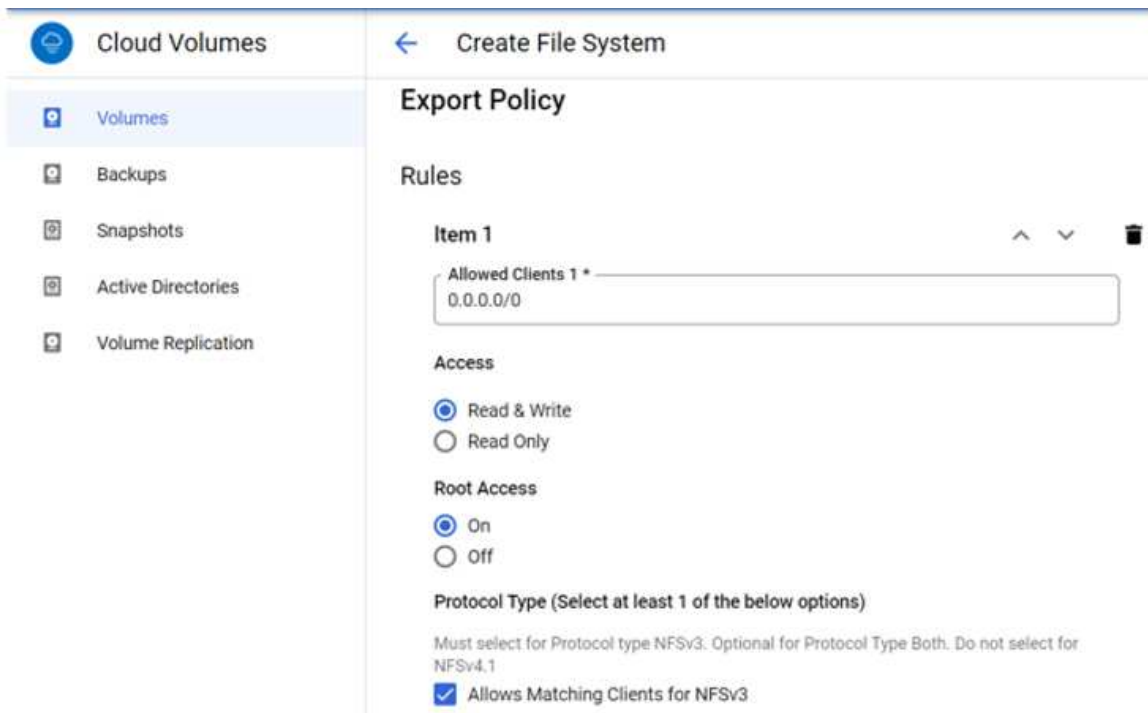 Cloud Volumes
Create File System
Volumes
Backups
Snapshots
Active Directories
Volume Replication
Export Policy
Rules
Item 1
Allowed Clients 1 *
0.0.0.0/0
Access
Read & Write
Read Only
Root Access
On
Off
Protocol Type (Select at least 1 of the below options)
Must select for Protocol type NFSv3. Optional for Protocol Type Both. Do not select for
NFSv4.1
Allows Matching Clients for NFSv3